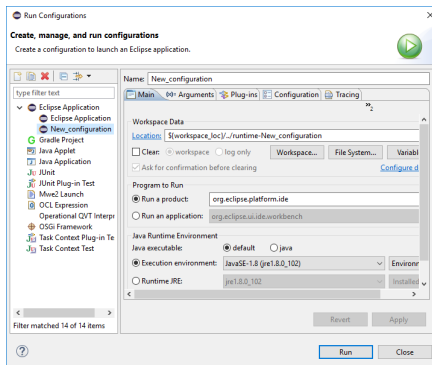 Run Configurations
Create, manage, and run configurations
Create a configuration to launch an Eclipse application.
type filter text
Eclipse Application
Eclipse Application
New_configuration
Gradle Project
Java Applet
Java Application
JUnit
JUnit Plug-in Test
Mwe2 Launch
OCL Expression
Operational QVT Interpr
OSGi Framework
Task Context Plug-in Te
Task Context Test
Filter matched 14 of 14 items
Name: New_configuration
Main Arguments Plug-ins Configuration Tracing
»2
Workspace Data
Location: ${workspace_loc}/../runtime-New_configuration
Clear: workspace log only Workspace... File System... Variabl
Ask for confirmation before clearing Configure d
Program to Run
Run a product: org.eclipse.platform.ide
Run an application: org.eclipse.ui.ide.workbench
Java Runtime Environment
Java executable: default java
Execution environment: JavaSE-1.8 (jre1.8.0_102) Environm
Runtime JRE: jre1.8.0_102 Installed
Revert Apply
? Run Close